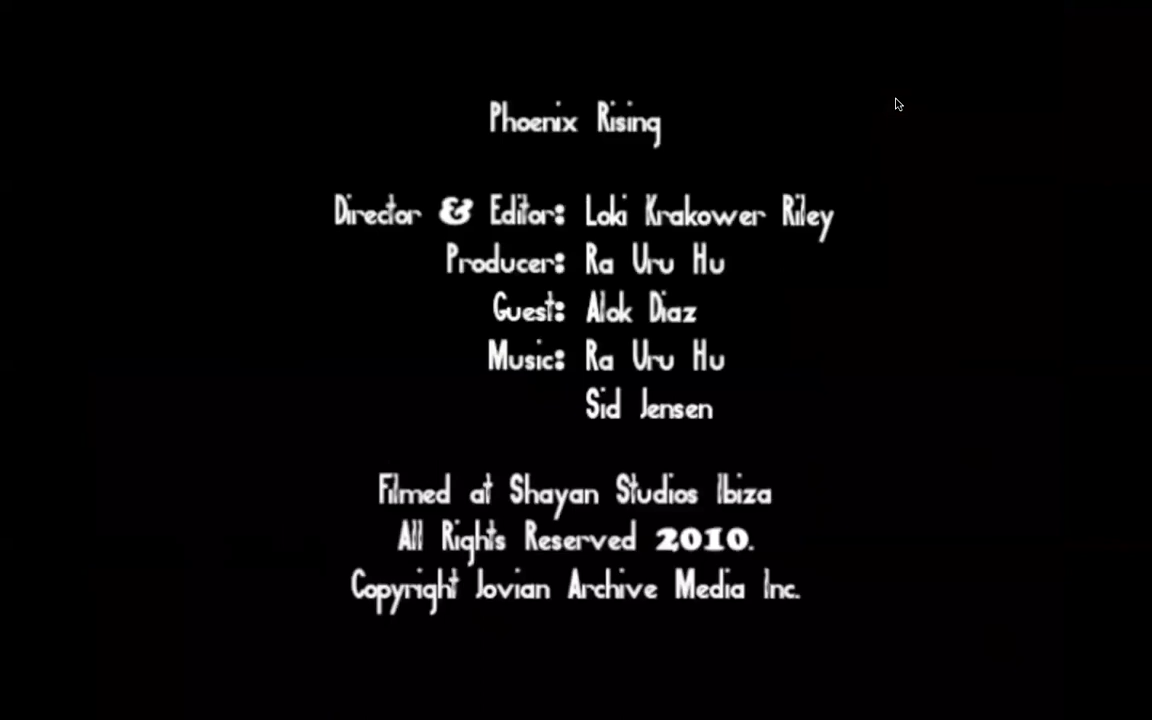 Phoenix Rising
Director & Editor: Loki Krakower Riley
Producer: Ra Uru Hu
Guest: Alok Diaz
Music: Ra Uru Hu
Sid Jensen
Filmed at Shayan Studios Ibiza
All Rights Reserved 2010.
Copyright Jovian Archive Media Inc.